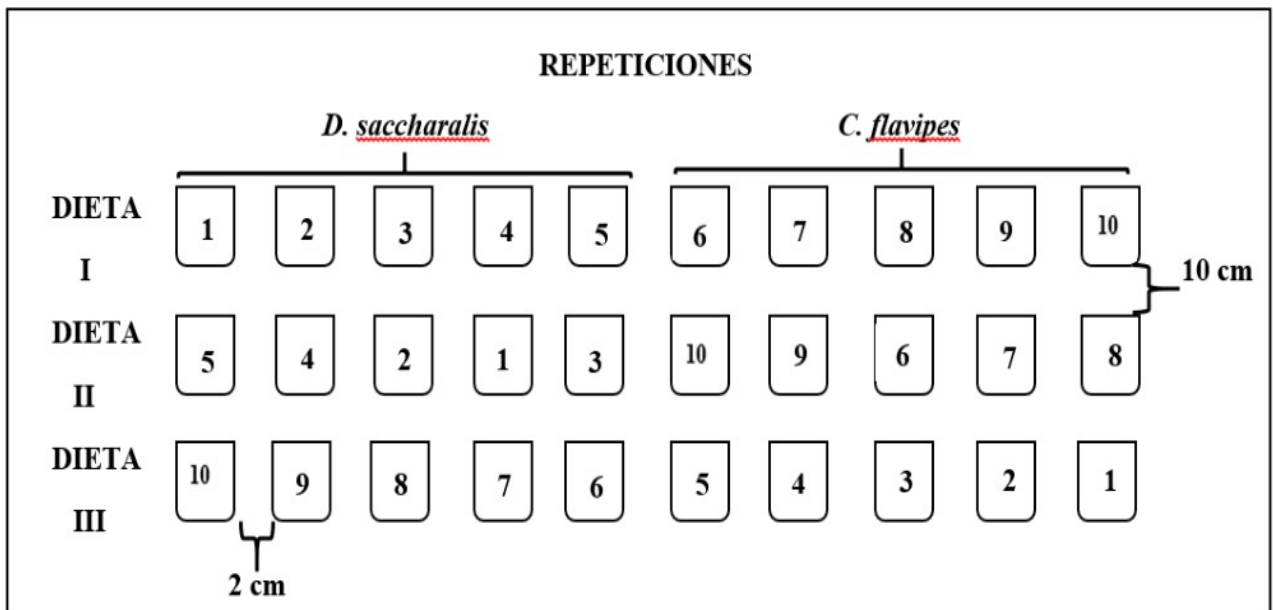 REPETICIONES
D. saccharalis C. flavipes
DIETA
I
1 2 3 4 5 6 7 8 9 10
10 cm
DIETA
II
5 4 2 1 3 10 9 6 7 8
DIETA
III
10 9 8 7 6 5 4 3 2 1
2 cm